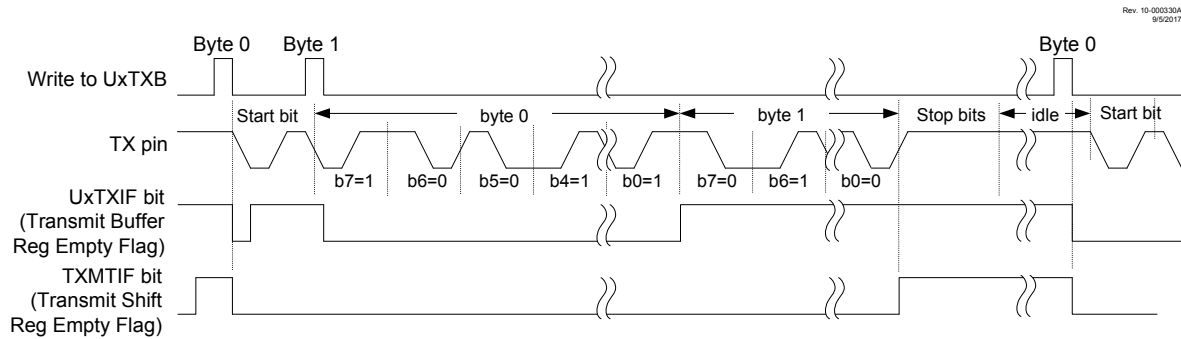 Rev. 10-000330A
9/5/2017
Byte 0 Byte 1 Byte 0
Write to UxTXB
Start bit byte 0 byte 1 Stop bits idle Start bit
TX pin
b7=1 b6=0 b5=0 b4=1 b0=1 b7=0 b6=1 b0=0
UxTXIF bit
(Transmit Buffer
Reg Empty Flag)
TXMTIF bit
(Transmit Shift
Reg Empty Flag)